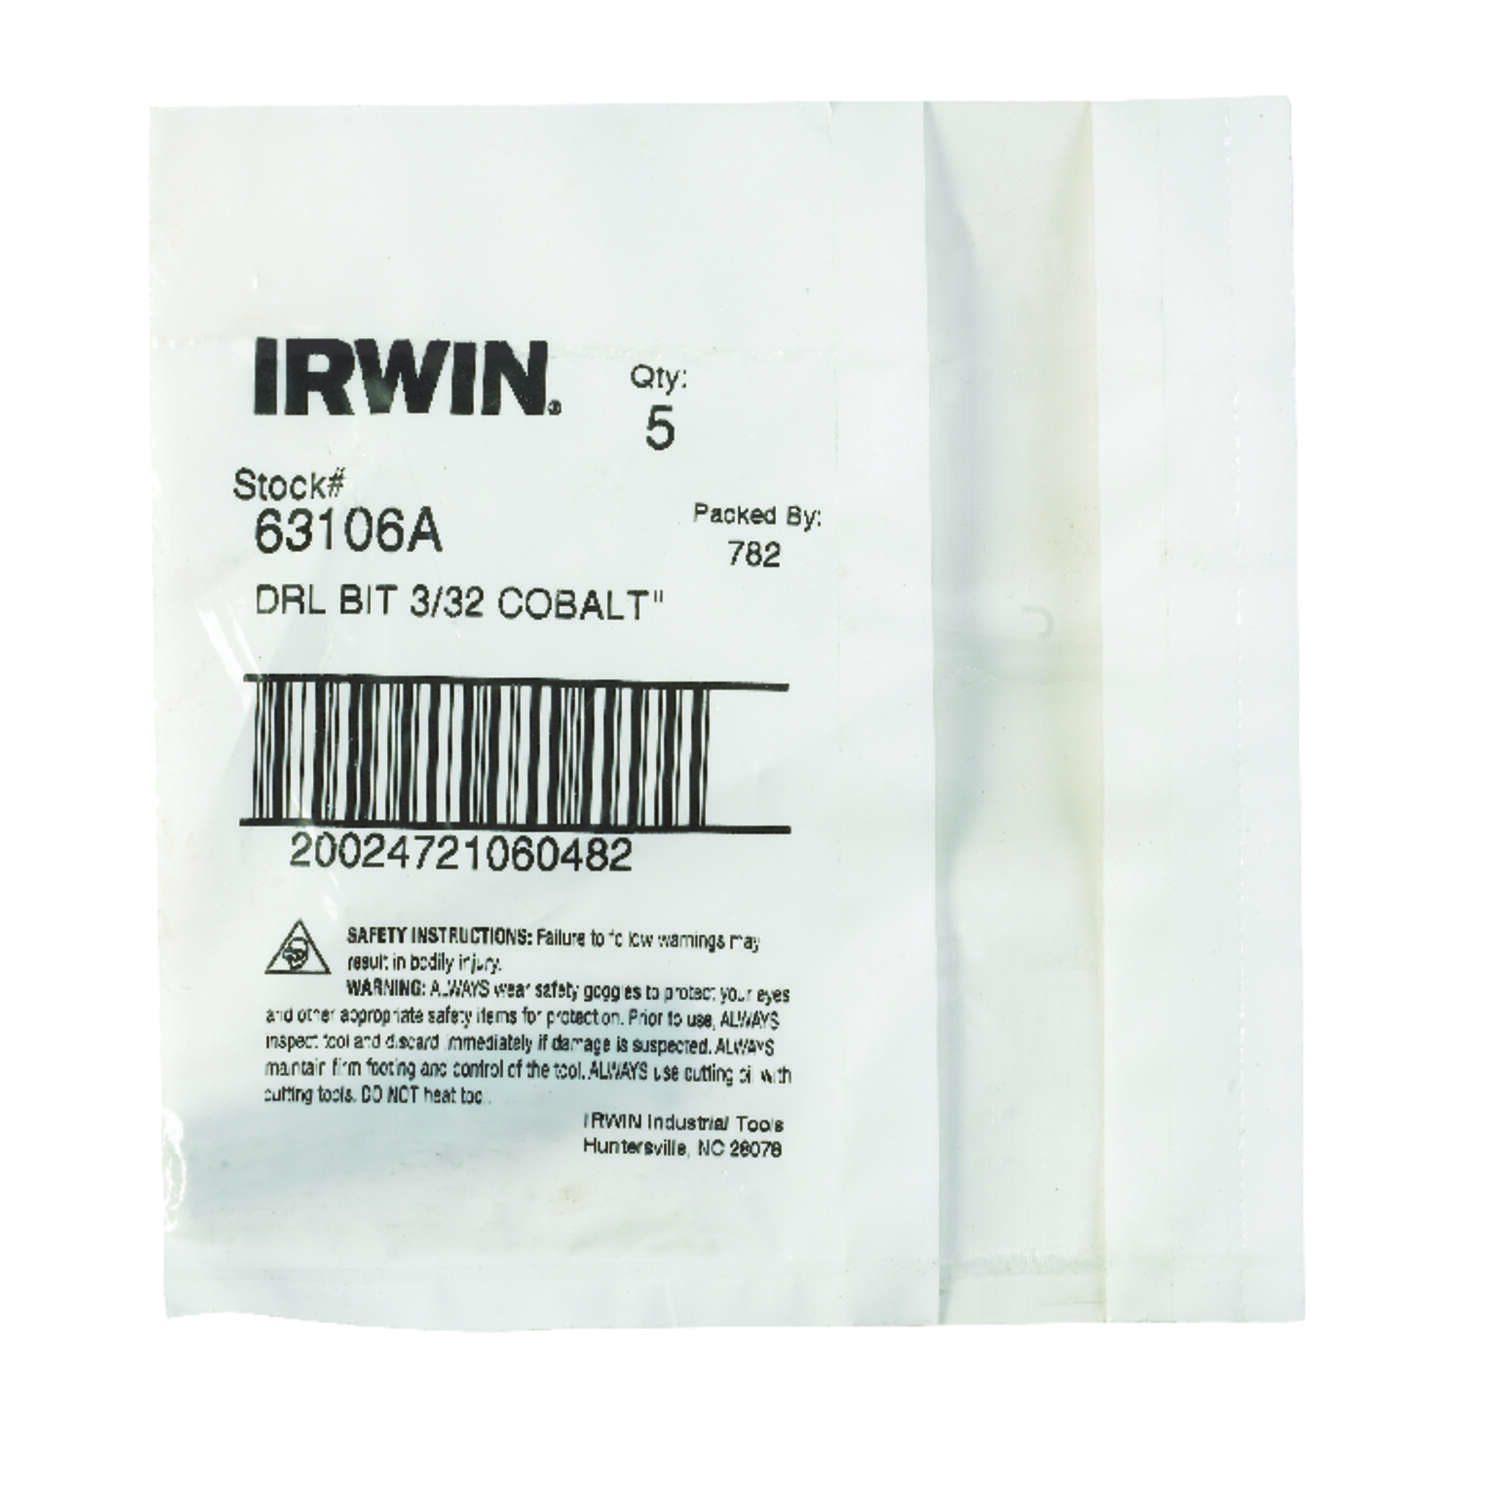 IRWIN®
Qty:
5
Stock#
63106A
Packed By:
782
DRL BIT 3/32 COBALT"
20024721060482
SAFETY INSTRUCTIONS: Failure to follow warnings may
result in bodily injury.
WARNING: ALWAYS wear safety goggles to protect your eyes
and other appropriate safety items for protection. Prior to use, ALWAYS
inspect tool and discard immediately if damage is suspected. ALWAYS
maintain firm footing and control of the tool. ALWAYS use cutting oil with
cutting tools. DO NOT heat tool.
IRWIN Industrial Tools
Huntersville, NC 28078